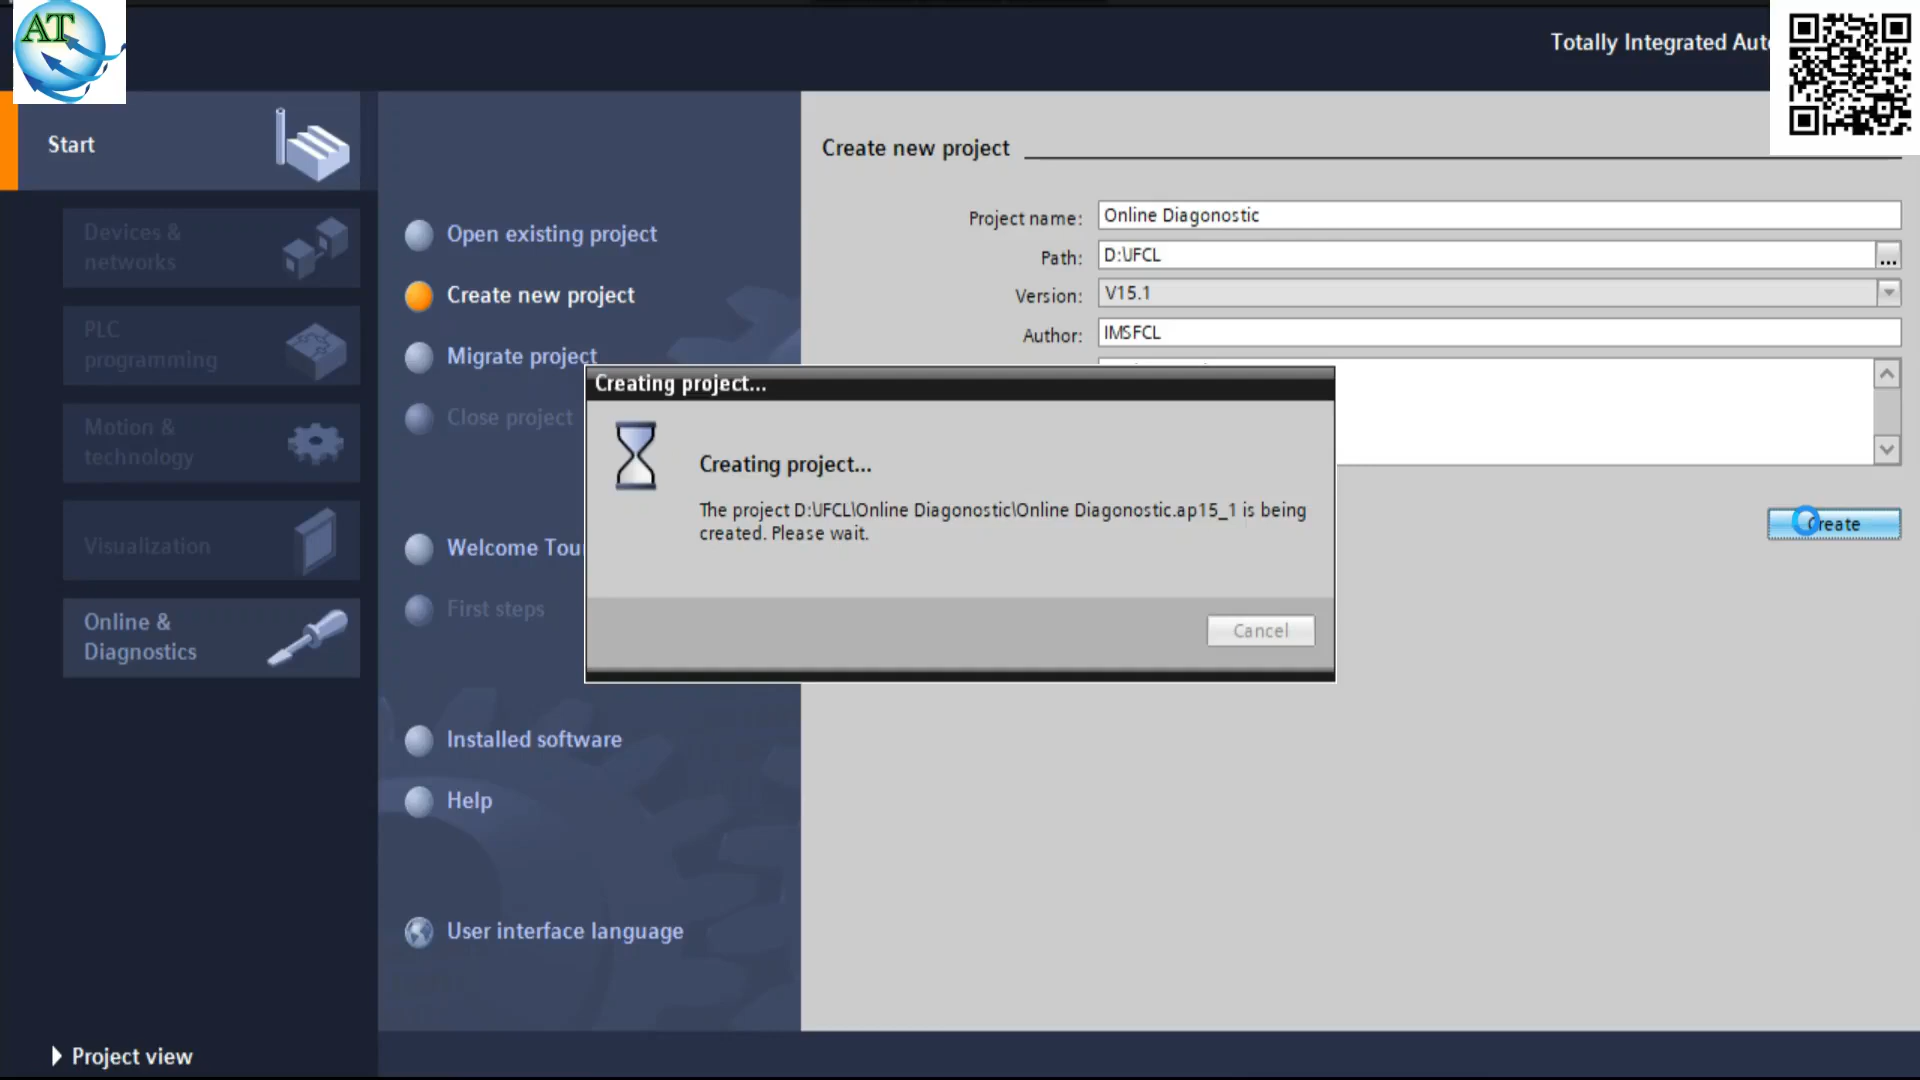 AT
Totally Integrated
Start
Devices &
networks
PLC
programming
Motion &
technology
Visualization
Online &
Diagnostics
Project view
Open existing project
Create new project
Migrate project
Close project
Welcome Tou
First steps
Installed software
Help
User interface language
Create new project
Project name: Online Diagonostic
Path: D:\JFCL
...
Version: V15.1
Author: IMSFCL
Create
Creating project...
Creating project...
The project D:\JFCL\Online Diagonostic\Online Diagonostic.ap15_1 is being
created. Please wait.
Cancel